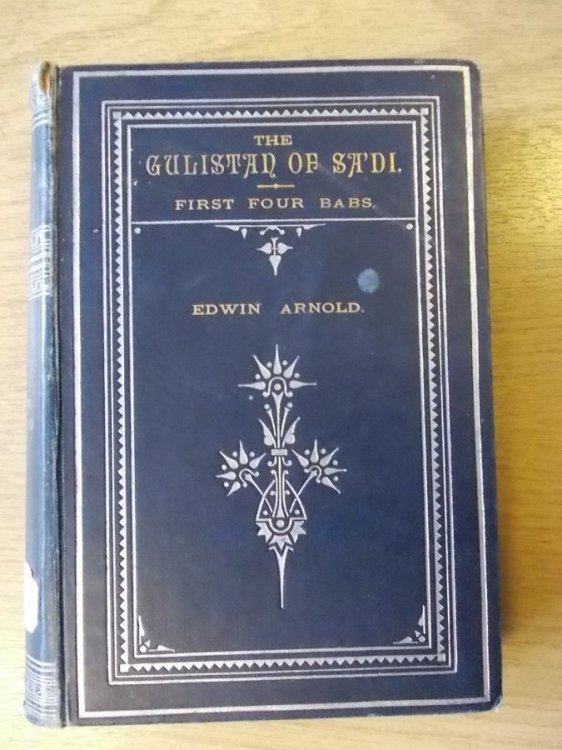 THE
GULISTAN OF SA'DI.
FIRST FOUR BABS.
EDWIN ARNOLD.